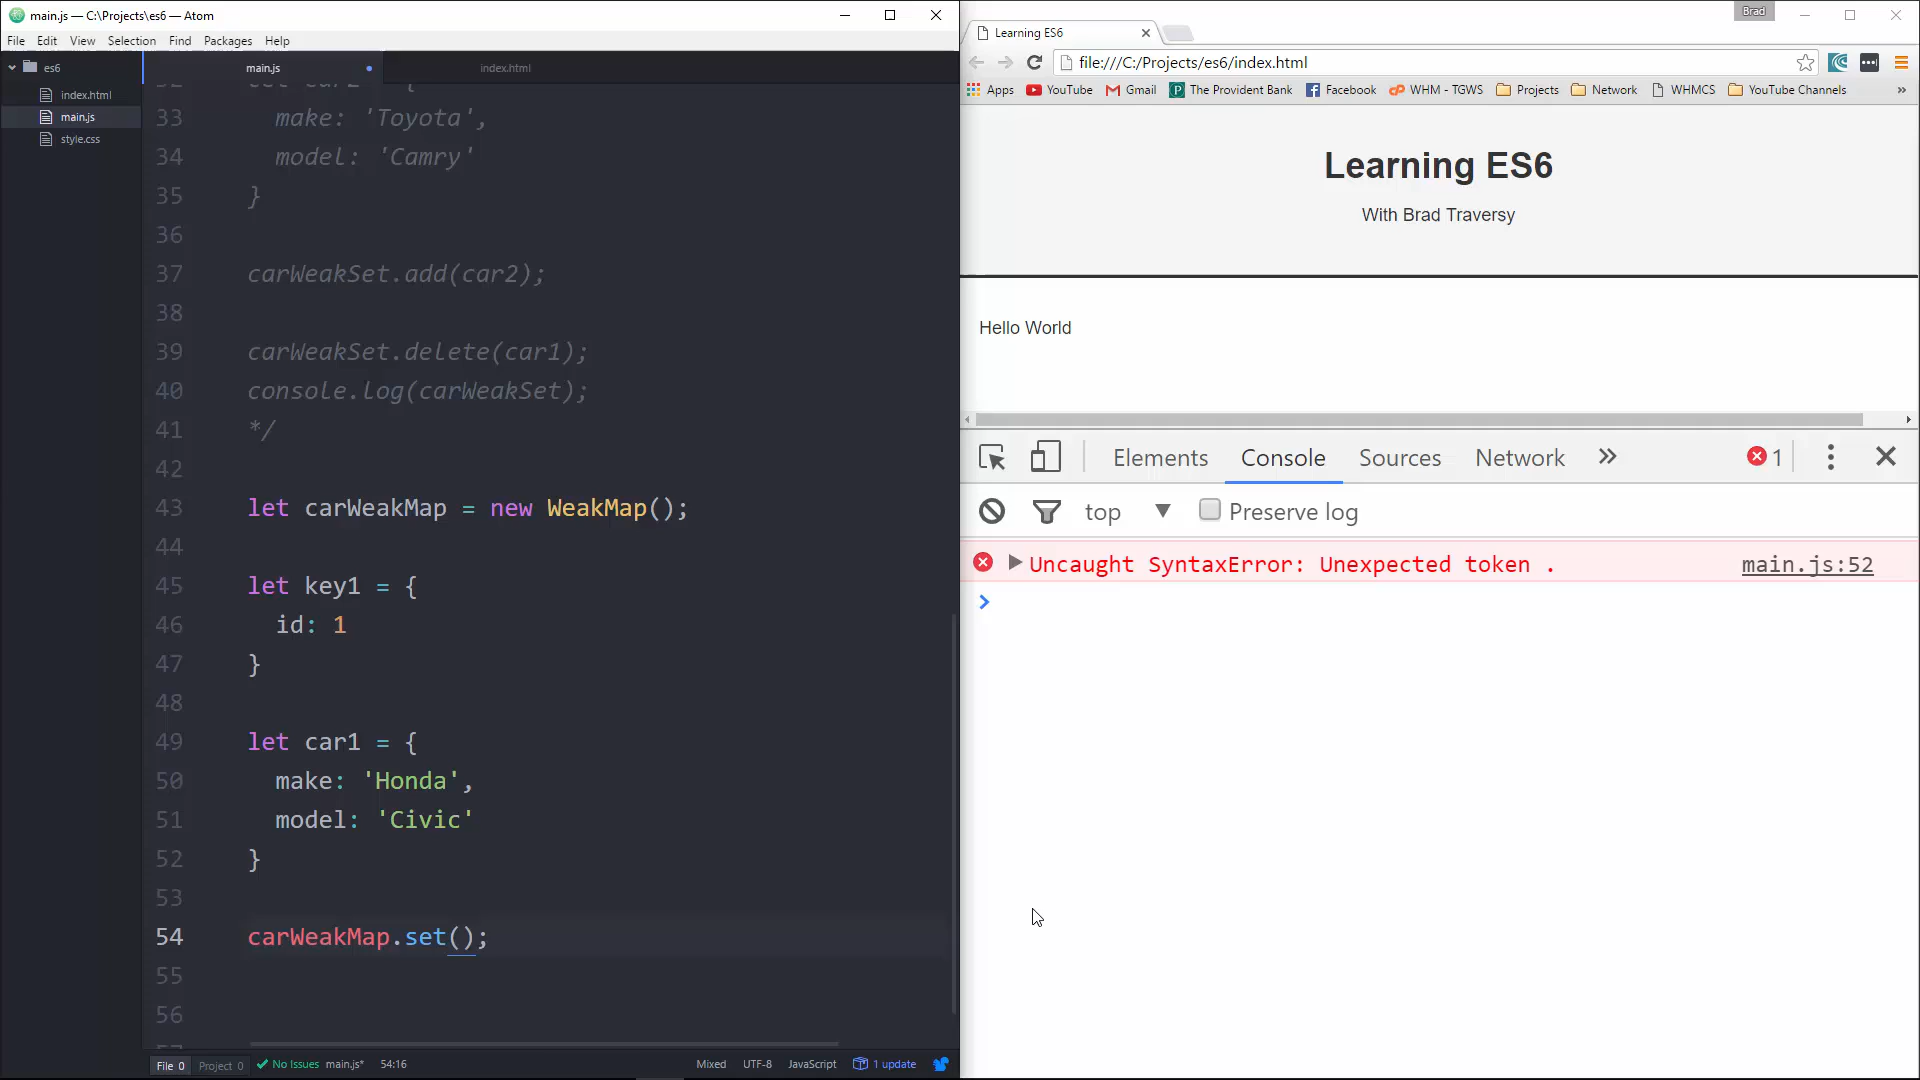 main.js — C:\Projects\es6 — Atom
File Edit View Selection Find Packages Help
es6
index.html
main.js
style.css
main.js
index.html
33 make: 'Toyota',
34 model: 'Camry'
35 }
36
37 carWeakSet.add(car2);
38
39 carWeakSet.delete(car1);
40 console.log(carWeakSet);
41 */
42
43 let carWeakMap = new WeakMap();
44
45 let key1 = {
46 id: 1
47 }
48
49 let car1 = {
50 make: 'Honda',
51 model: 'Civic'
52 }
53
54 carWeakMap.set();
55
56
File 0 Project 0 No Issues main.js* 54:16 Mixed UTF-8 JavaScript 1 update
Brad
Learning ES6
file:///C:/Projects/es6/index.html
Apps YouTube Gmail The Provident Bank Facebook WHM - TGWS Projects Network WHMCS YouTube Channels »
Learning ES6
With Brad Traversy
Hello World
Elements Console Sources Network » 1
top Preserve log
Uncaught SyntaxError: Unexpected token . main.js:52